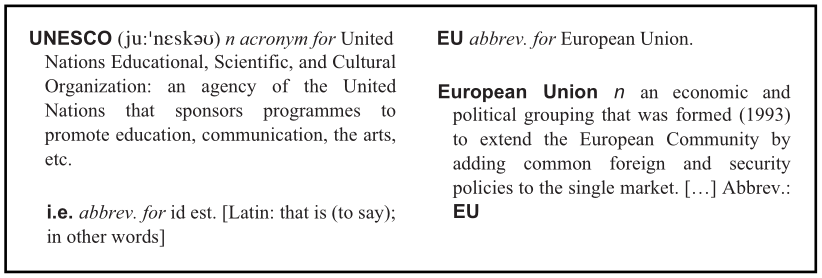 UNESCO (juːˈnɛskəʊ) n acronym for United
Nations Educational, Scientific, and Cultural
Organization: an agency of the United
Nations that sponsors programmes to
promote education, communication, the arts,
etc.
i.e. abbrev. for id est. [Latin: that is (to say);
in other words]
EU abbrev. for European Union.
European Union n an economic and
political grouping that was formed (1993)
to extend the European Community by
adding common foreign and security
policies to the single market. […] Abbrev.:
EU